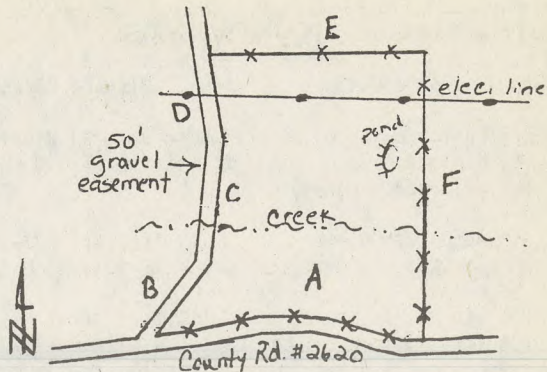 E
elec. line
D
pond
50'
gravel
easement
C
F
creek
B
A
N
County Rd. #2620